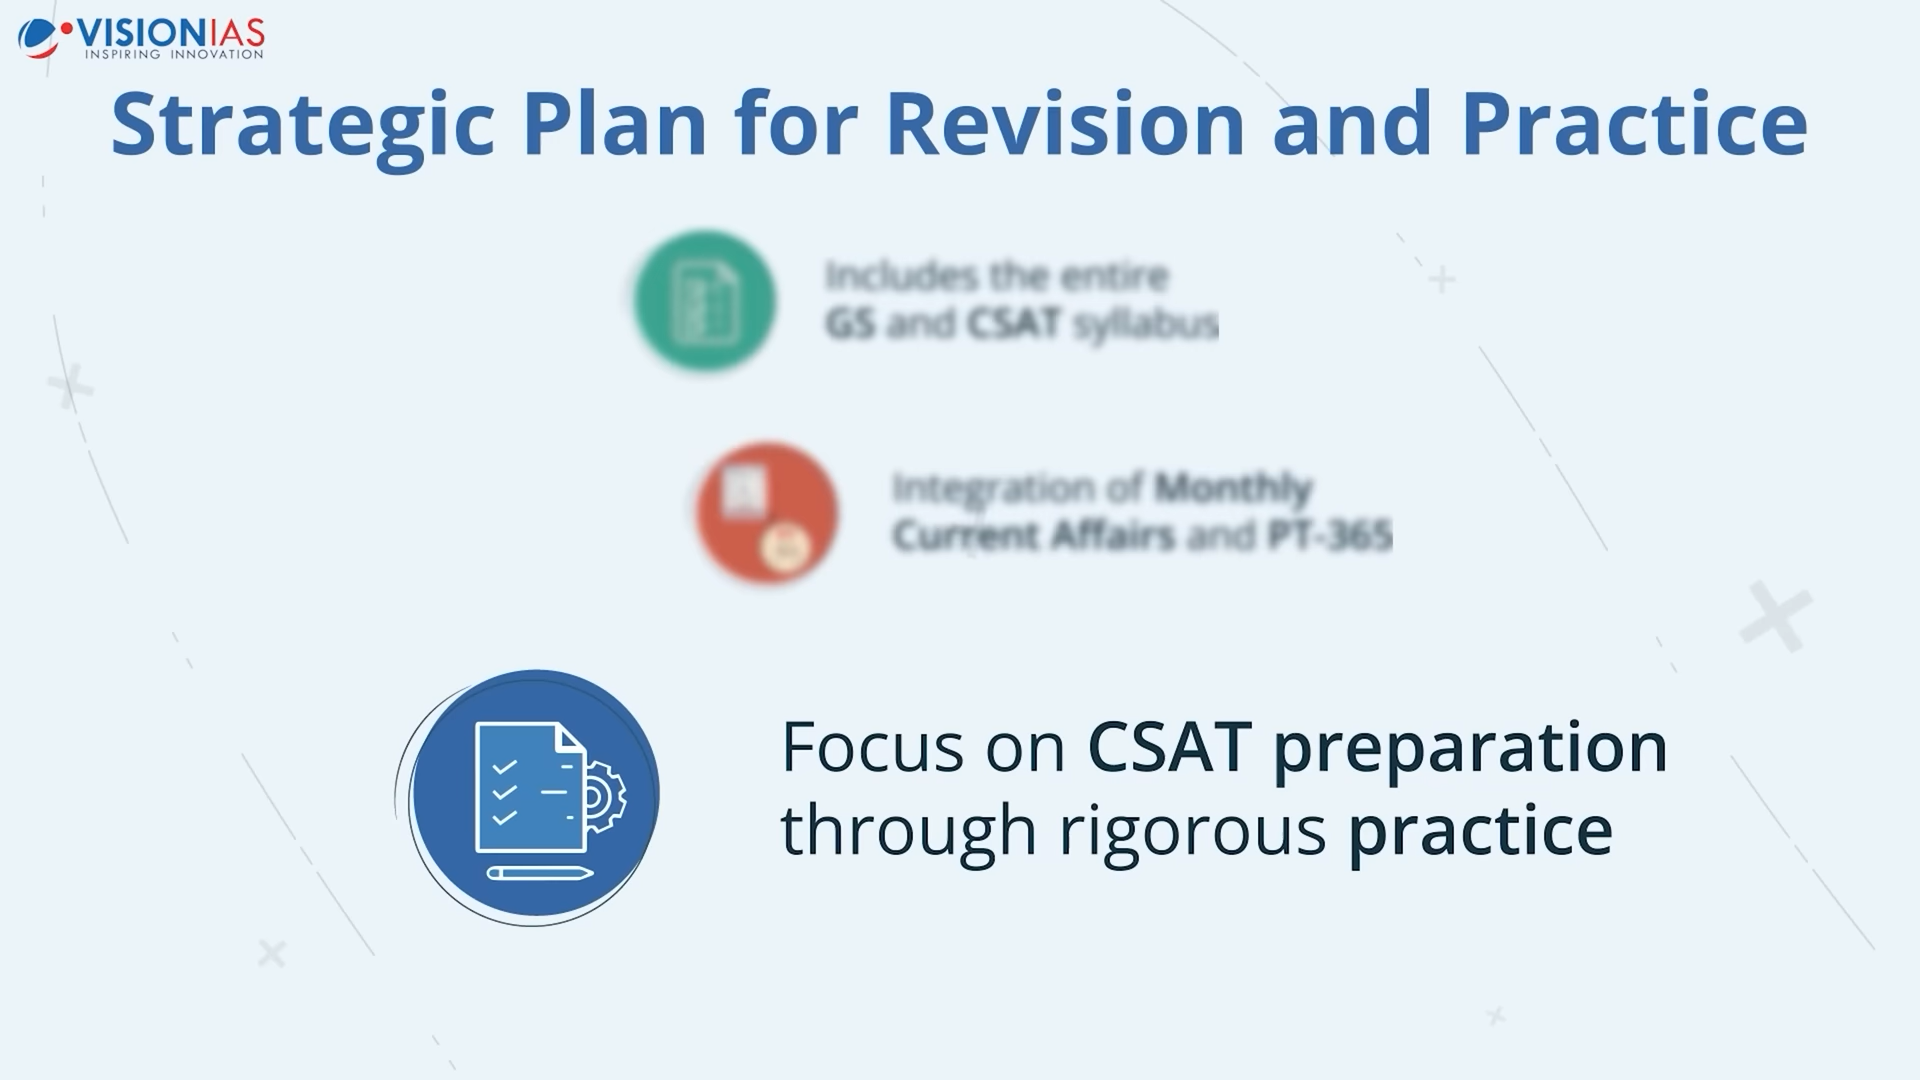 VISIONIAS
INSPIRING INNOVATION
Strategic Plan for Revision and Practice
Includes the entire
GS and CSAT syllabus
Integration of Monthly
Current Affairs and PT-365
Focus on CSAT preparation
through rigorous practice